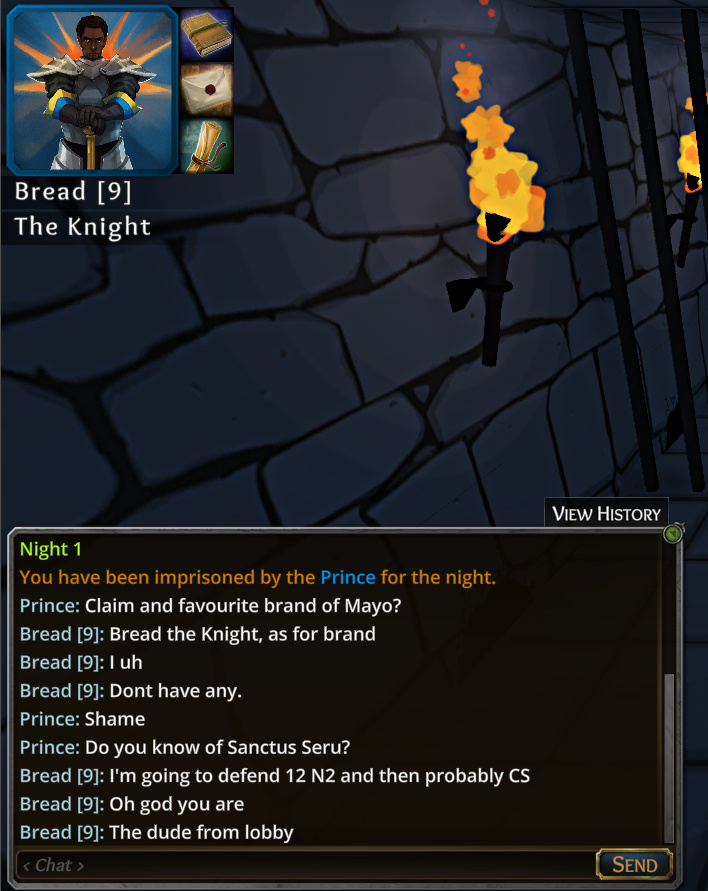 Bread [9]
The Knight
VIEW HISTORY
Night 1
You have been imprisoned by the Prince for the night.
Prince: Claim and favourite brand of Mayo?
Bread [9]: Bread the Knight, as for brand
Bread [9]: I uh
Bread [9]: Dont have any.
Prince: Shame
Prince: Do you know of Sanctus Seru?
Bread [9]: I'm going to defend 12 N2 and then probably CS
Bread [9]: Oh god you are
Bread [9]: The dude from lobby
< Chat >
SEND